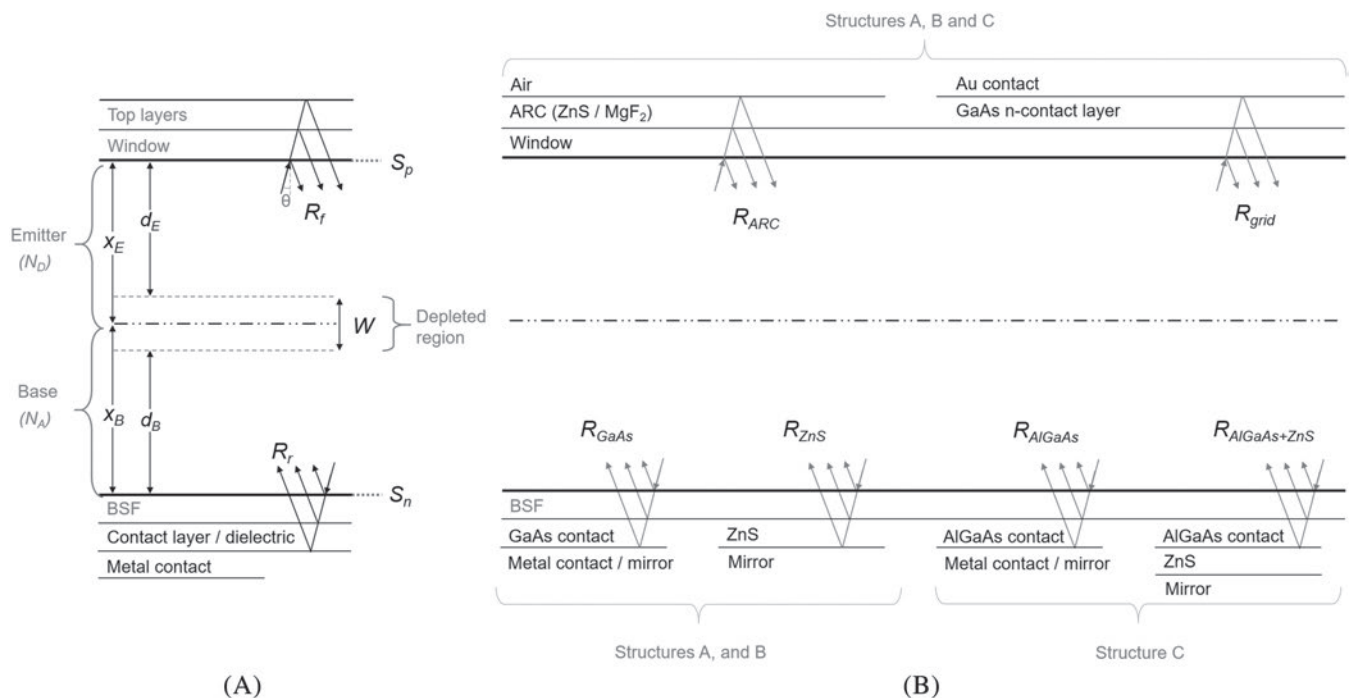 Structures A, B and C
Top layers
Window
S_p
θ
R_f
Emitter
(N_D)
x_E
d_E
W
Depleted
region
Base
(N_A)
x_B
d_B
R_r
S_n
BSF
Contact layer / dielectric
Metal contact
(A)
Air
ARC (ZnS / MgF₂)
Window
R_ARC
Au contact
GaAs n-contact layer
R_grid
R_GaAs
R_ZnS
R_AlGaAs
R_AlGaAs+ZnS
BSF
GaAs contact
Metal contact / mirror
ZnS
Mirror
AlGaAs contact
Metal contact / mirror
AlGaAs contact
ZnS
Mirror
Structures A, and B
Structure C
(B)